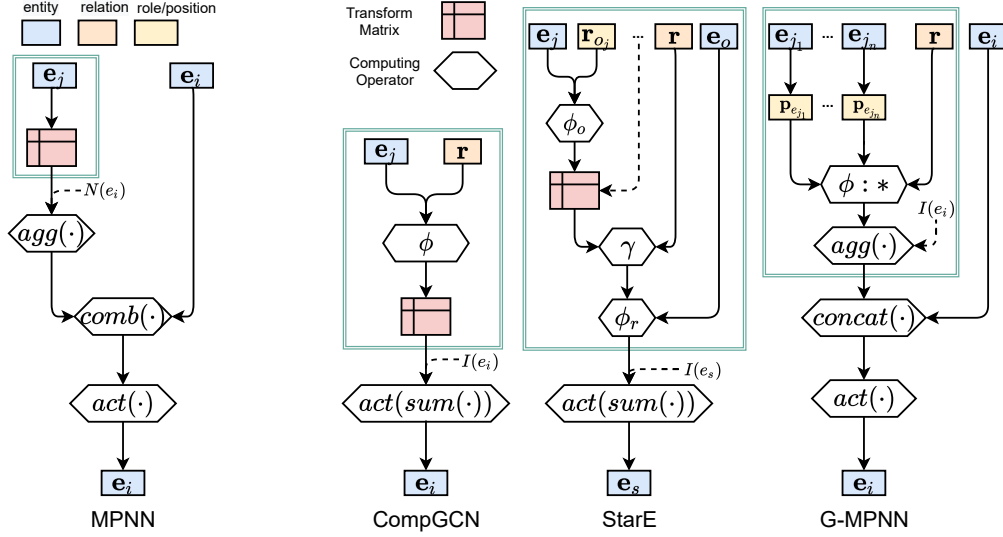 entity relation role/position
Transform
Matrix
Computing
Operator
e_j
e_i
N(e_i)
agg(·)
comb(·)
act(·)
e_i
MPNN
e_j r
ϕ
I(e_i)
act(sum(·))
e_i
CompGCN
e_j r_{o_j} ... r e_o
ϕ_o
γ
ϕ_r
I(e_s)
act(sum(·))
e_s
StarE
e_{j_1} ... e_{j_n} r e_i
p_{e_{j_1}} ... p_{e_{j_n}}
ϕ : *
I(e_i)
agg(·)
concat(·)
act(·)
e_i
G-MPNN